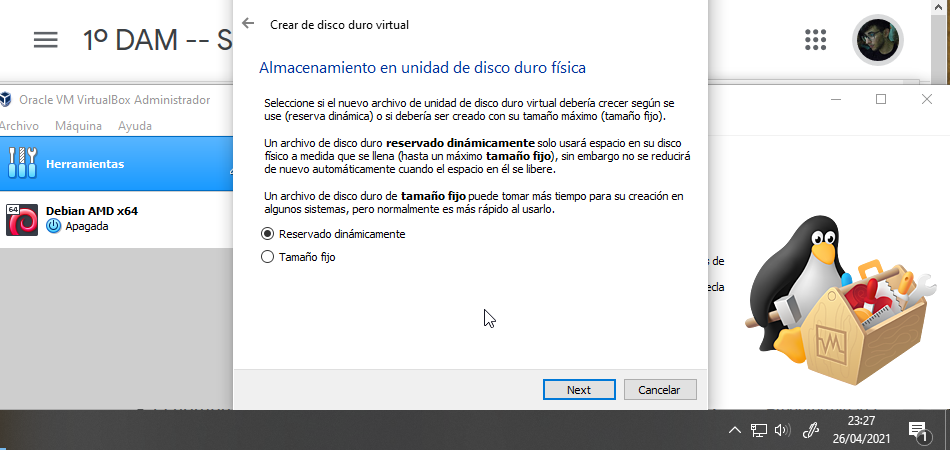 1º DAM -- S
Crear de disco duro virtual
Oracle VM VirtualBox Administrador
Archivo Máquina Ayuda
Herramientas
64
Debian AMD x64
Apagada
Almacenamiento en unidad de disco duro física
Seleccione si el nuevo archivo de unidad de disco duro virtual debería crecer según se
use (reserva dinámica) o si debería ser creado con su tamaño máximo (tamaño fijo).
Un archivo de disco duro reservado dinámicamente solo usará espacio en su disco
físico a medida que se llena (hasta un máximo tamaño fijo), sin embargo no se reducirá
de nuevo automáticamente cuando el espacio en él se libere.
Un archivo de disco duro de tamaño fijo puede tomar más tiempo para su creación en
algunos sistemas, pero normalmente es más rápido al usarlo.
Reservado dinámicamente
Tamaño fijo
s de
ecla
Next Cancelar
23:27
26/04/2021
1